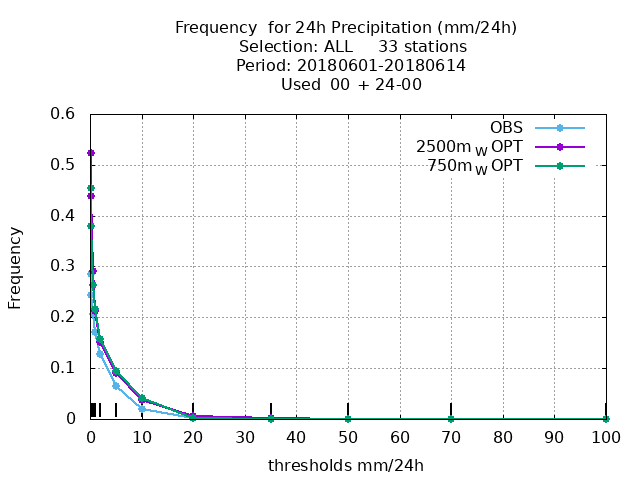 Frequency  for 24h Precipitation (mm/24h)
Selection: ALL     33 stations
Period: 20180601-20180614
Used  00 + 24-00
OBS
2500m W OPT
750m W OPT
0.6
0.5
0.4
0.3
0.2
0.1
0
Frequency
0 10 20 30 40 50 60 70 80 90 100
thresholds mm/24h